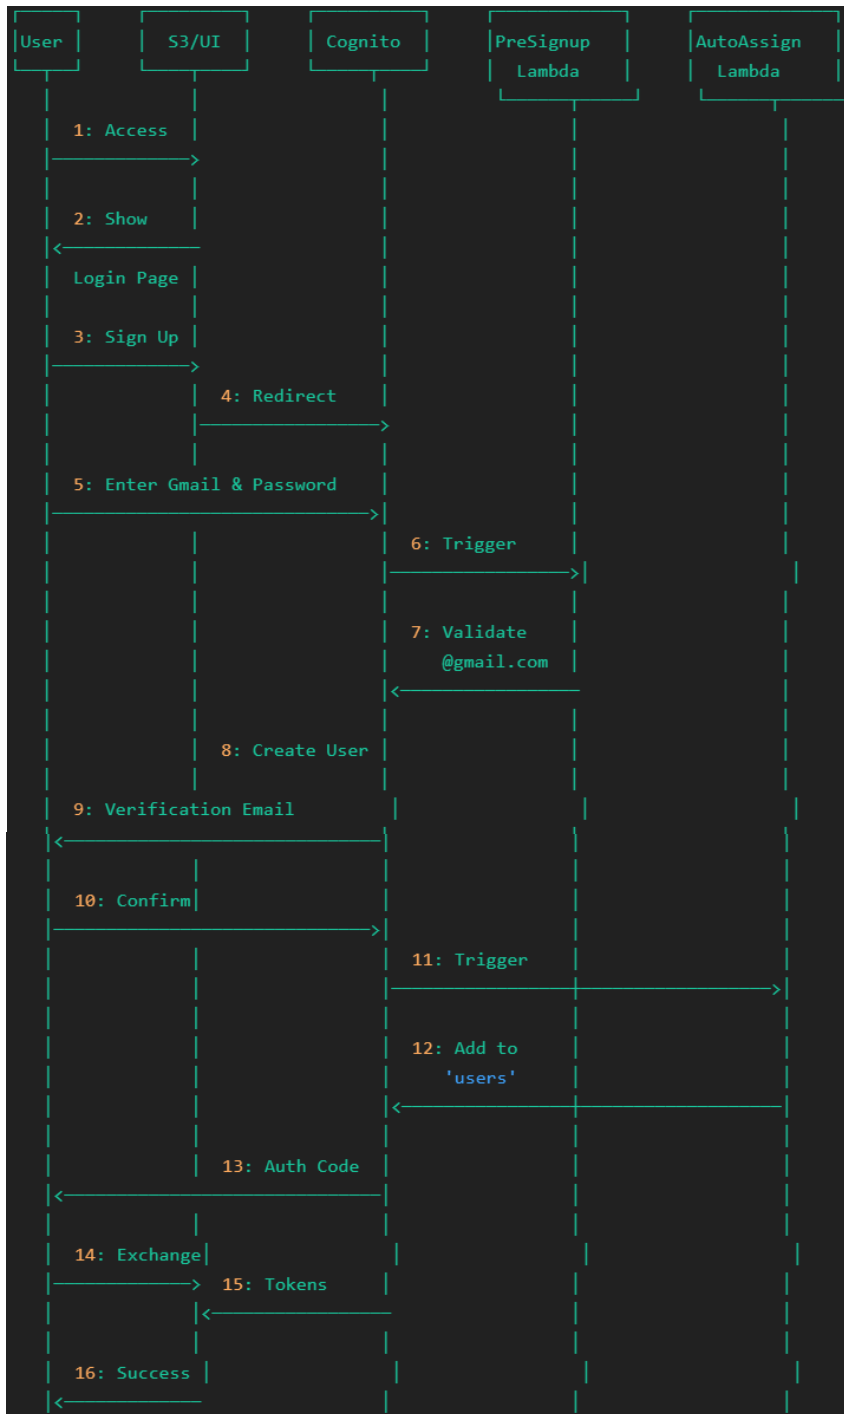 User S3/UI Cognito PreSignup AutoAssign
Lambda Lambda
1: Access
2: Show
Login Page
3: Sign Up
4: Redirect
5: Enter Gmail & Password
6: Trigger
7: Validate
@gmail.com
8: Create User
9: Verification Email
10: Confirm
11: Trigger
12: Add to
'users'
13: Auth Code
14: Exchange
15: Tokens
16: Success